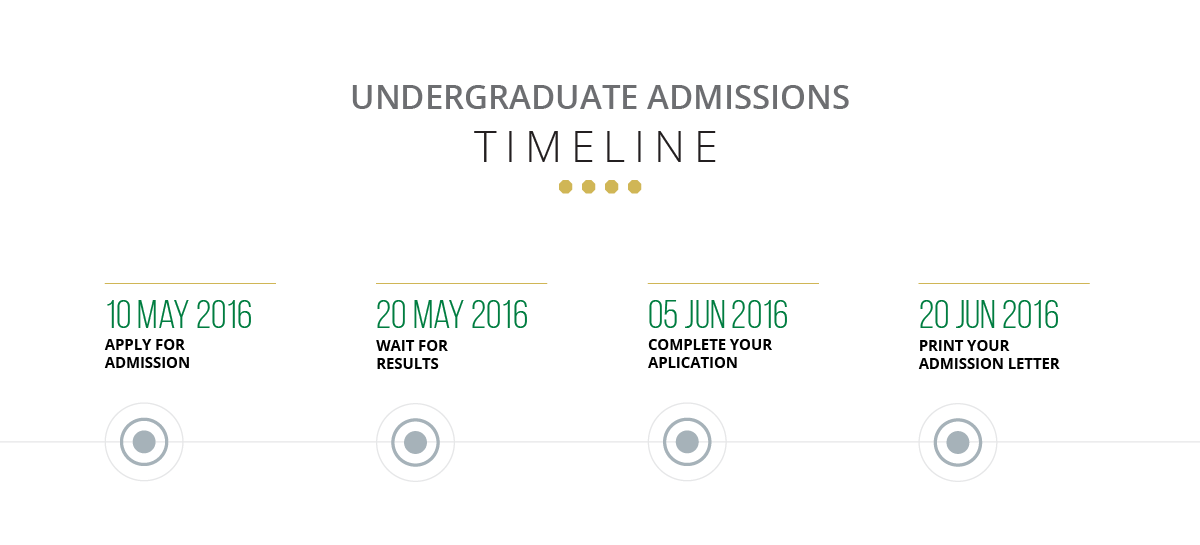 UNDERGRADUATE ADMISSIONS
TIMELINE
10 MAY 2016
APPLY FOR
ADMISSION
20 MAY 2016
WAIT FOR
RESULTS
05 JUN 2016
COMPLETE YOUR
APLICATION
20 JUN 2016
PRINT YOUR
ADMISSION LETTER